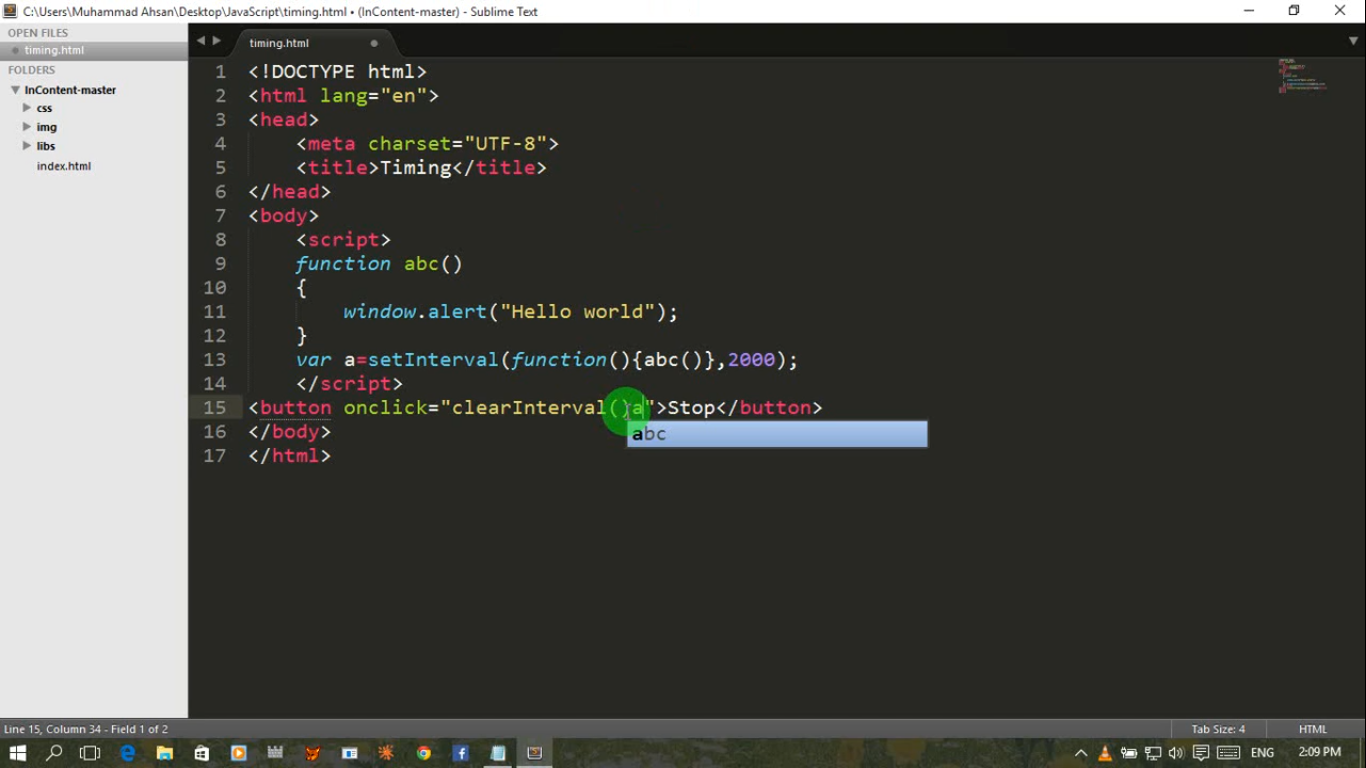 C:\Users\Muhammad Ahsan\Desktop\JavaScript\timing.html • (InContent-master) - Sublime Text
OPEN FILES
timing.html
FOLDERS
InContent-master
css
img
libs
index.html
timing.html
1 <!DOCTYPE html>
2 <html lang="en">
3 <head>
4 <meta charset="UTF-8">
5 <title>Timing</title>
6 </head>
7 <body>
8 <script>
9 function abc()
10 {
11 window.alert("Hello world");
12 }
13 var a=setInterval(function(){abc()},2000);
14 </script>
15 <button onclick="clearInterval()a">Stop</button>
abc
16 </body>
17 </html>
Line 15, Column 34 - Field 1 of 2
Tab Size: 4
HTML
ENG
2:09 PM